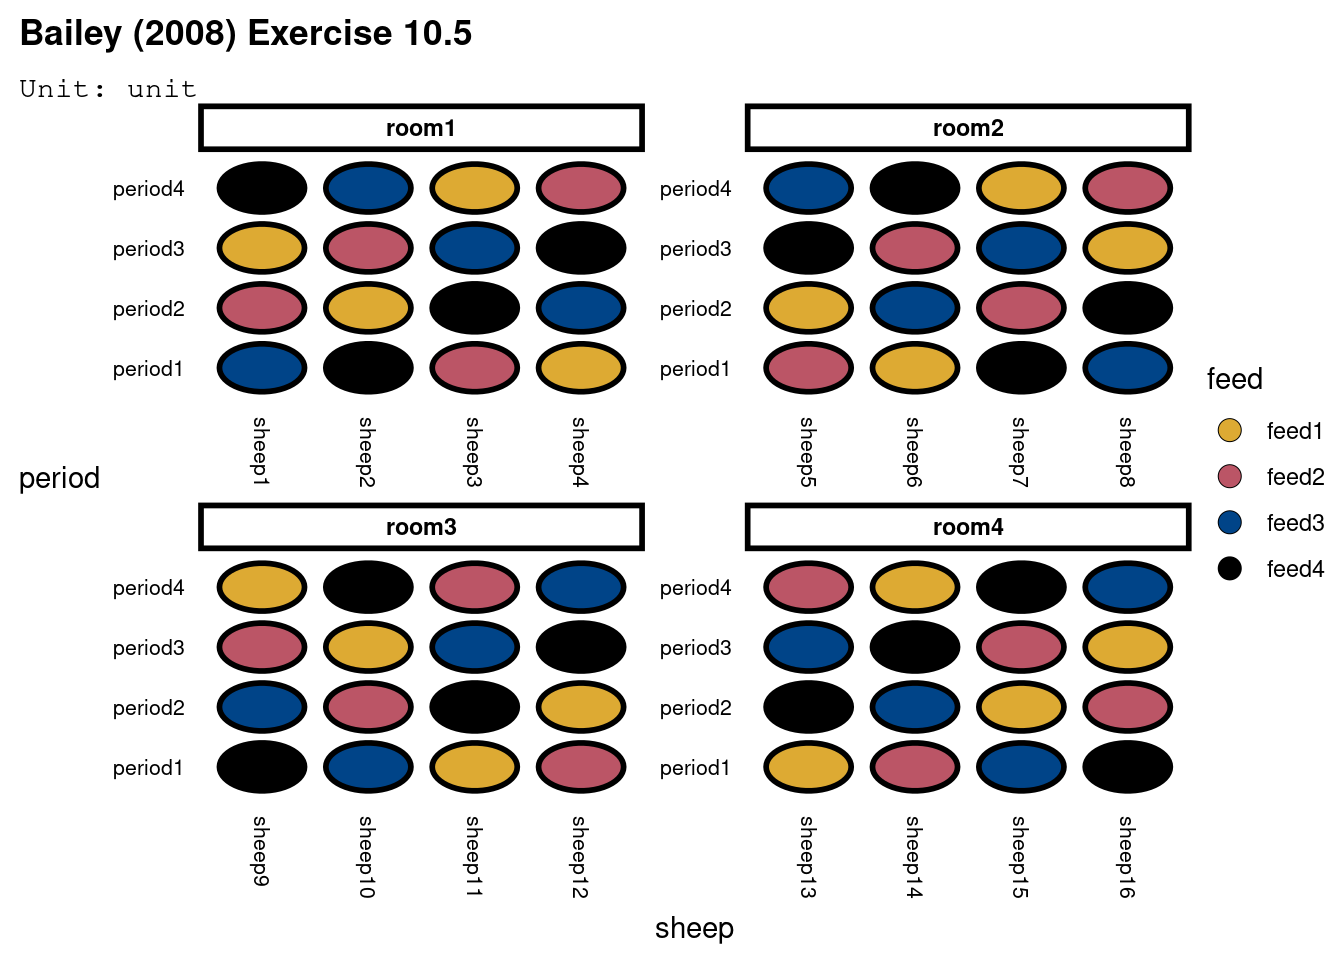 Bailey (2008) Exercise 10.5
Unit: unit
room1
period4
period3
period2
period1
sheep1
sheep2
sheep3
sheep4
room2
period4
period3
period2
period1
sheep5
sheep6
sheep7
sheep8
period
room3
period4
period3
period2
period1
sheep9
sheep10
sheep11
sheep12
room4
period4
period3
period2
period1
sheep13
sheep14
sheep15
sheep16
sheep
feed
feed1
feed2
feed3
feed4